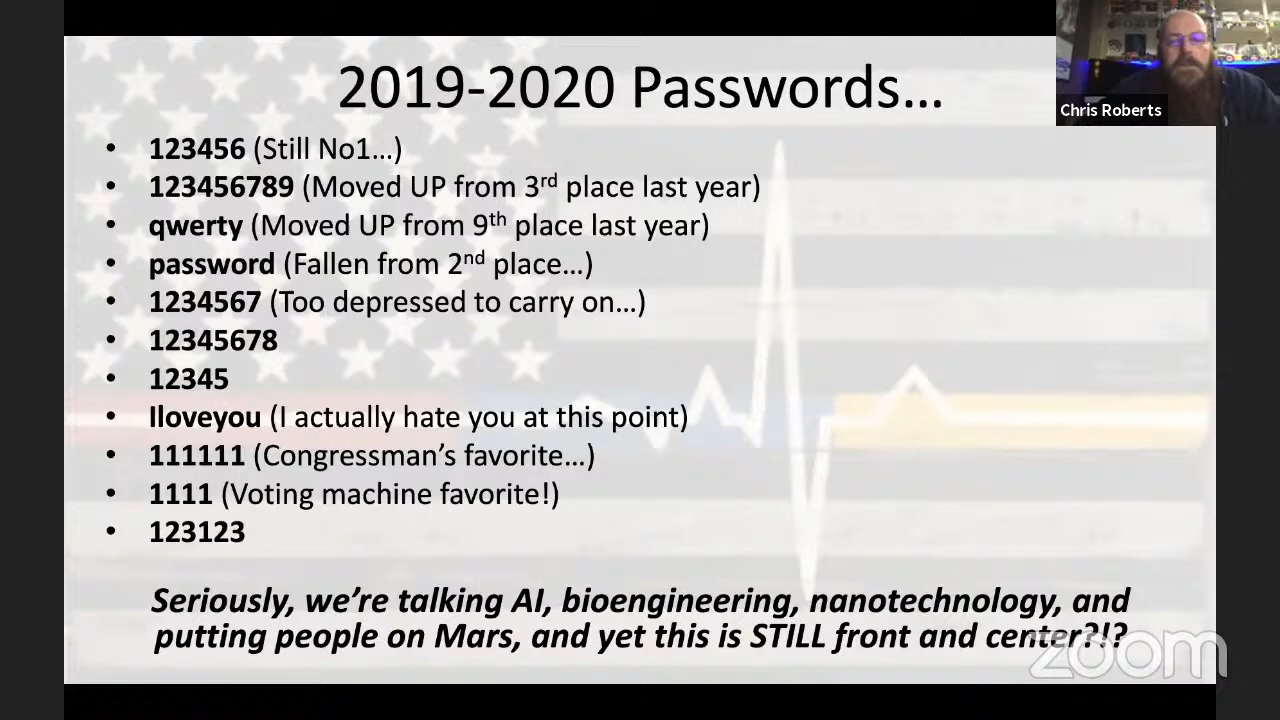 2019-2020 Passwords…
Chris Roberts
• 123456 (Still No1…)
• 123456789 (Moved UP from 3rd place last year)
• qwerty (Moved UP from 9th place last year)
• password (Fallen from 2nd place…)
• 1234567 (Too depressed to carry on…)
• 12345678
• 12345
• Iloveyou (I actually hate you at this point)
• 111111 (Congressman’s favorite…)
• 1111 (Voting machine favorite!)
• 123123
Seriously, we’re talking AI, bioengineering, nanotechnology, and
putting people on Mars, and yet this is STILL front and center?!?
zoom